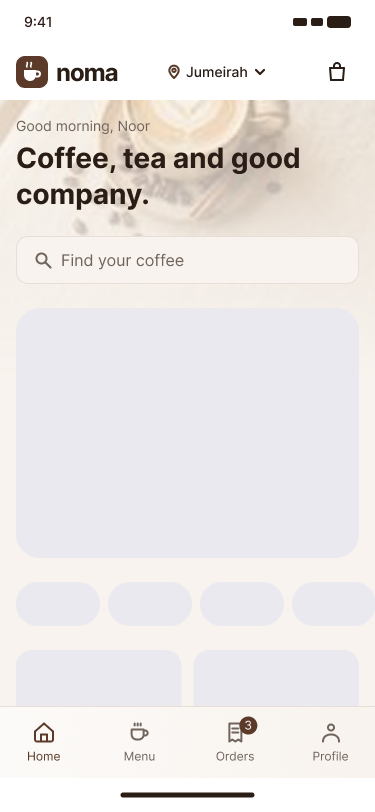 9:41
noma
Jumeirah
Good morning, Noor
Coffee, tea and good
company.
Find your coffee
3
Home
Menu
Orders
Profile